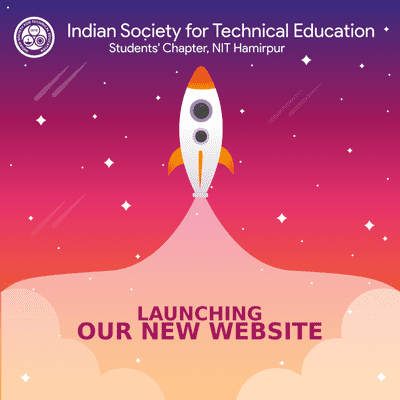 Indian Society for Technical Education
Students' Chapter, NIT Hamirpur
LAUNCHING
OUR NEW WEBSITE